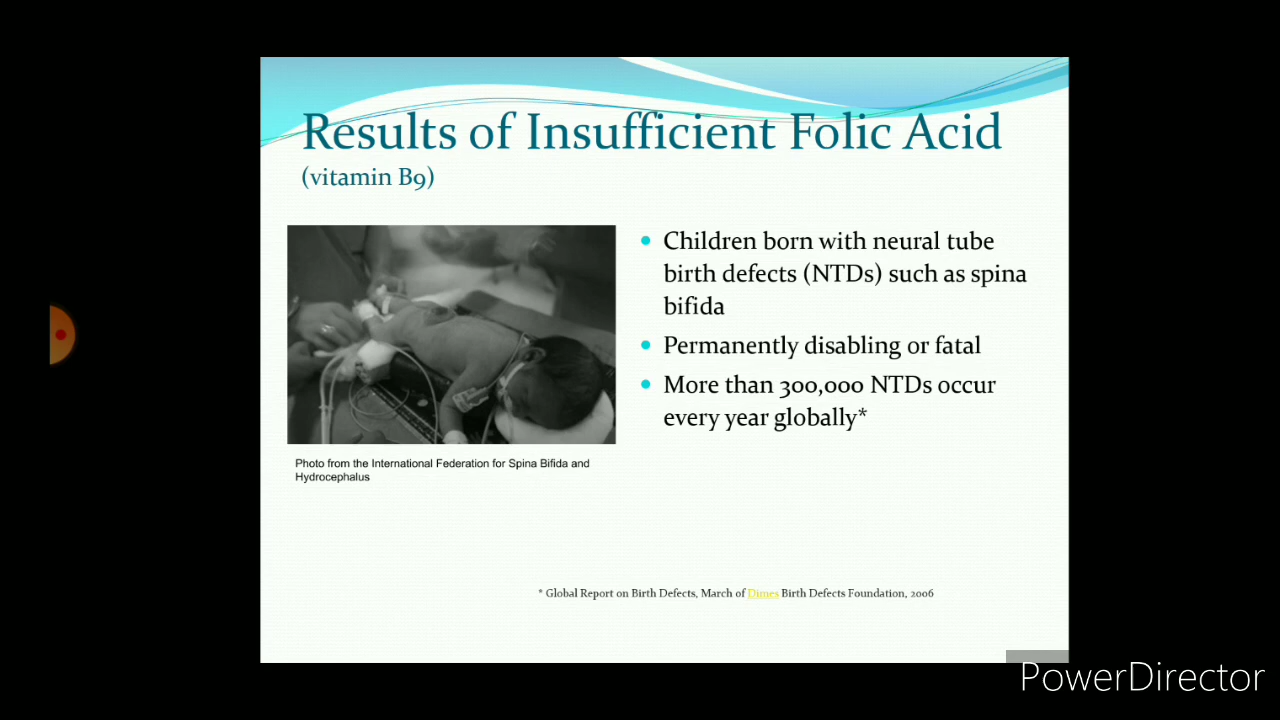 Results of Insufficient Folic Acid
(vitamin B9)
Children born with neural tube
birth defects (NTDs) such as spina
bifida
Permanently disabling or fatal
More than 300,000 NTDs occur
every year globally*
Photo from the International Federation for Spina Bifida and
Hydrocephalus
* Global Report on Birth Defects, March of Dimes Birth Defects Foundation, 2006
PowerDirector